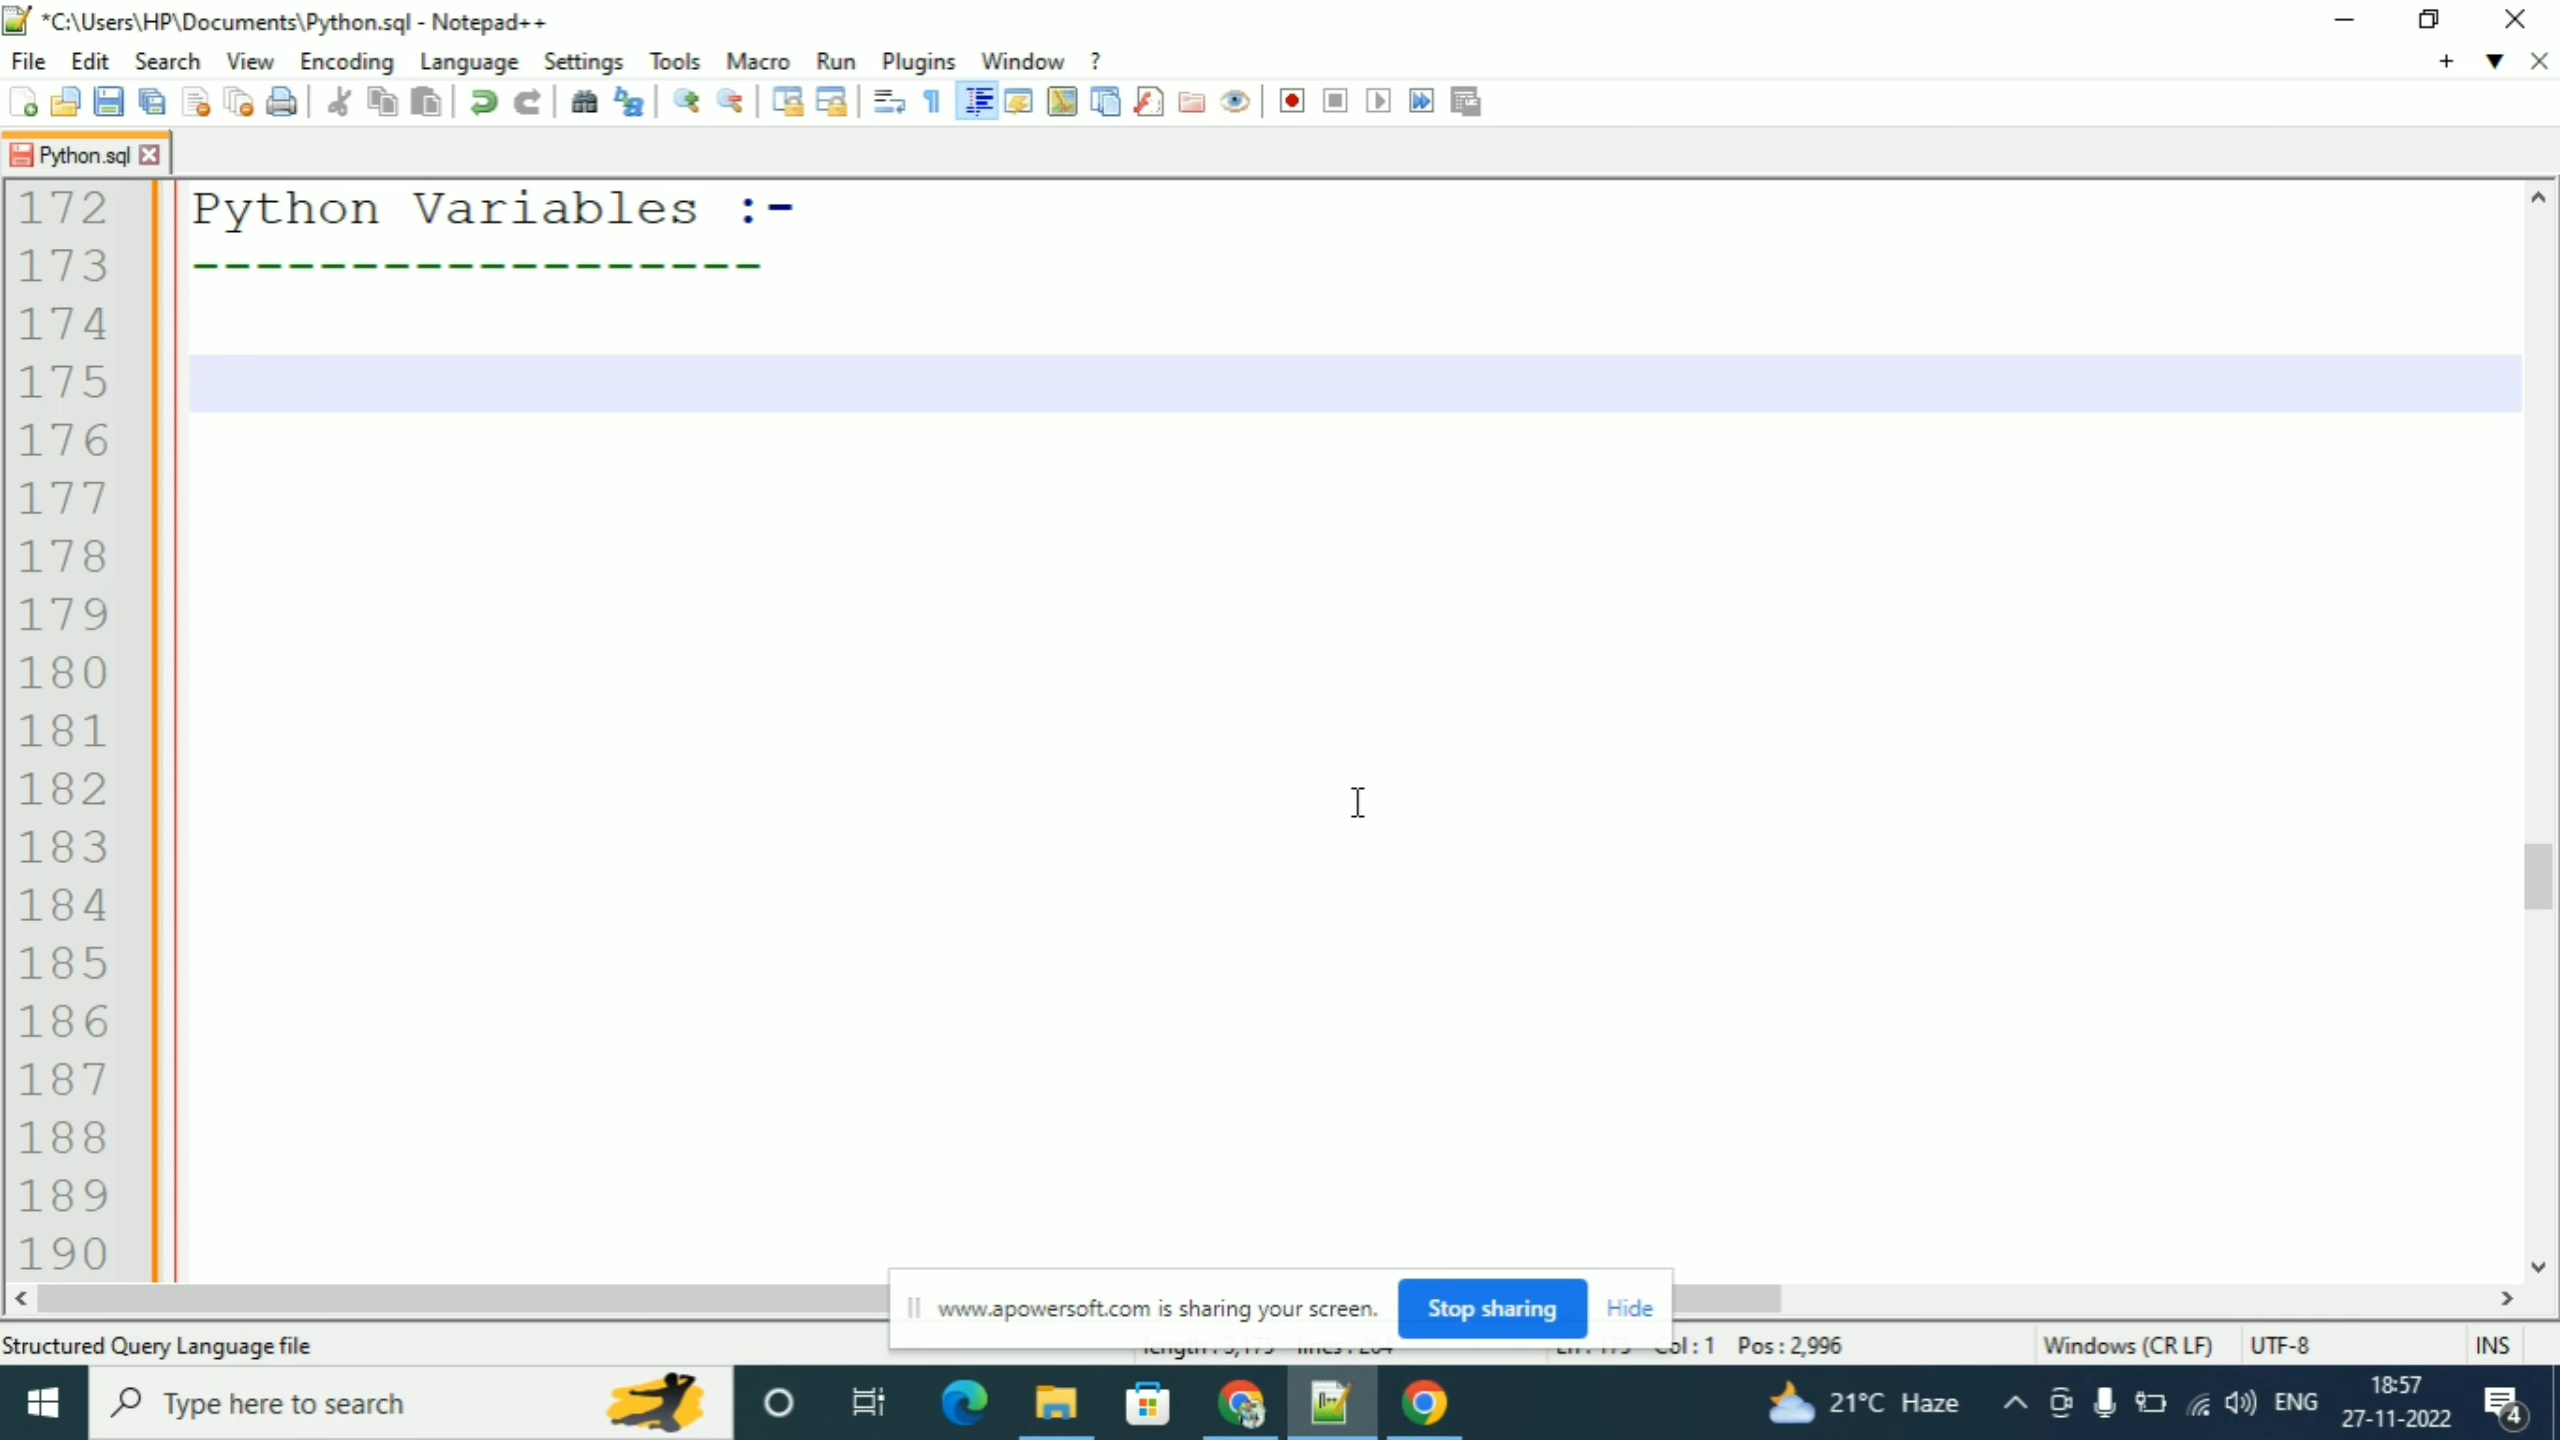 *C:\Users\HP\Documents\Python.sql - Notepad++
File Edit Search View Encoding Language Settings Tools Macro Run Plugins Window ?
Python.sql
172 Python Variables :-
173 ------------------
174
175
176
177
178
179
180
181
182
183
184
185
186
187
188
189
190
www.apowersoft.com is sharing your screen. Stop sharing Hide
Structured Query Language file Col : 1 Pos : 2,996 Windows (CR LF) UTF-8 INS
Type here to search 21°C Haze ENG 18:57
27-11-2022 4